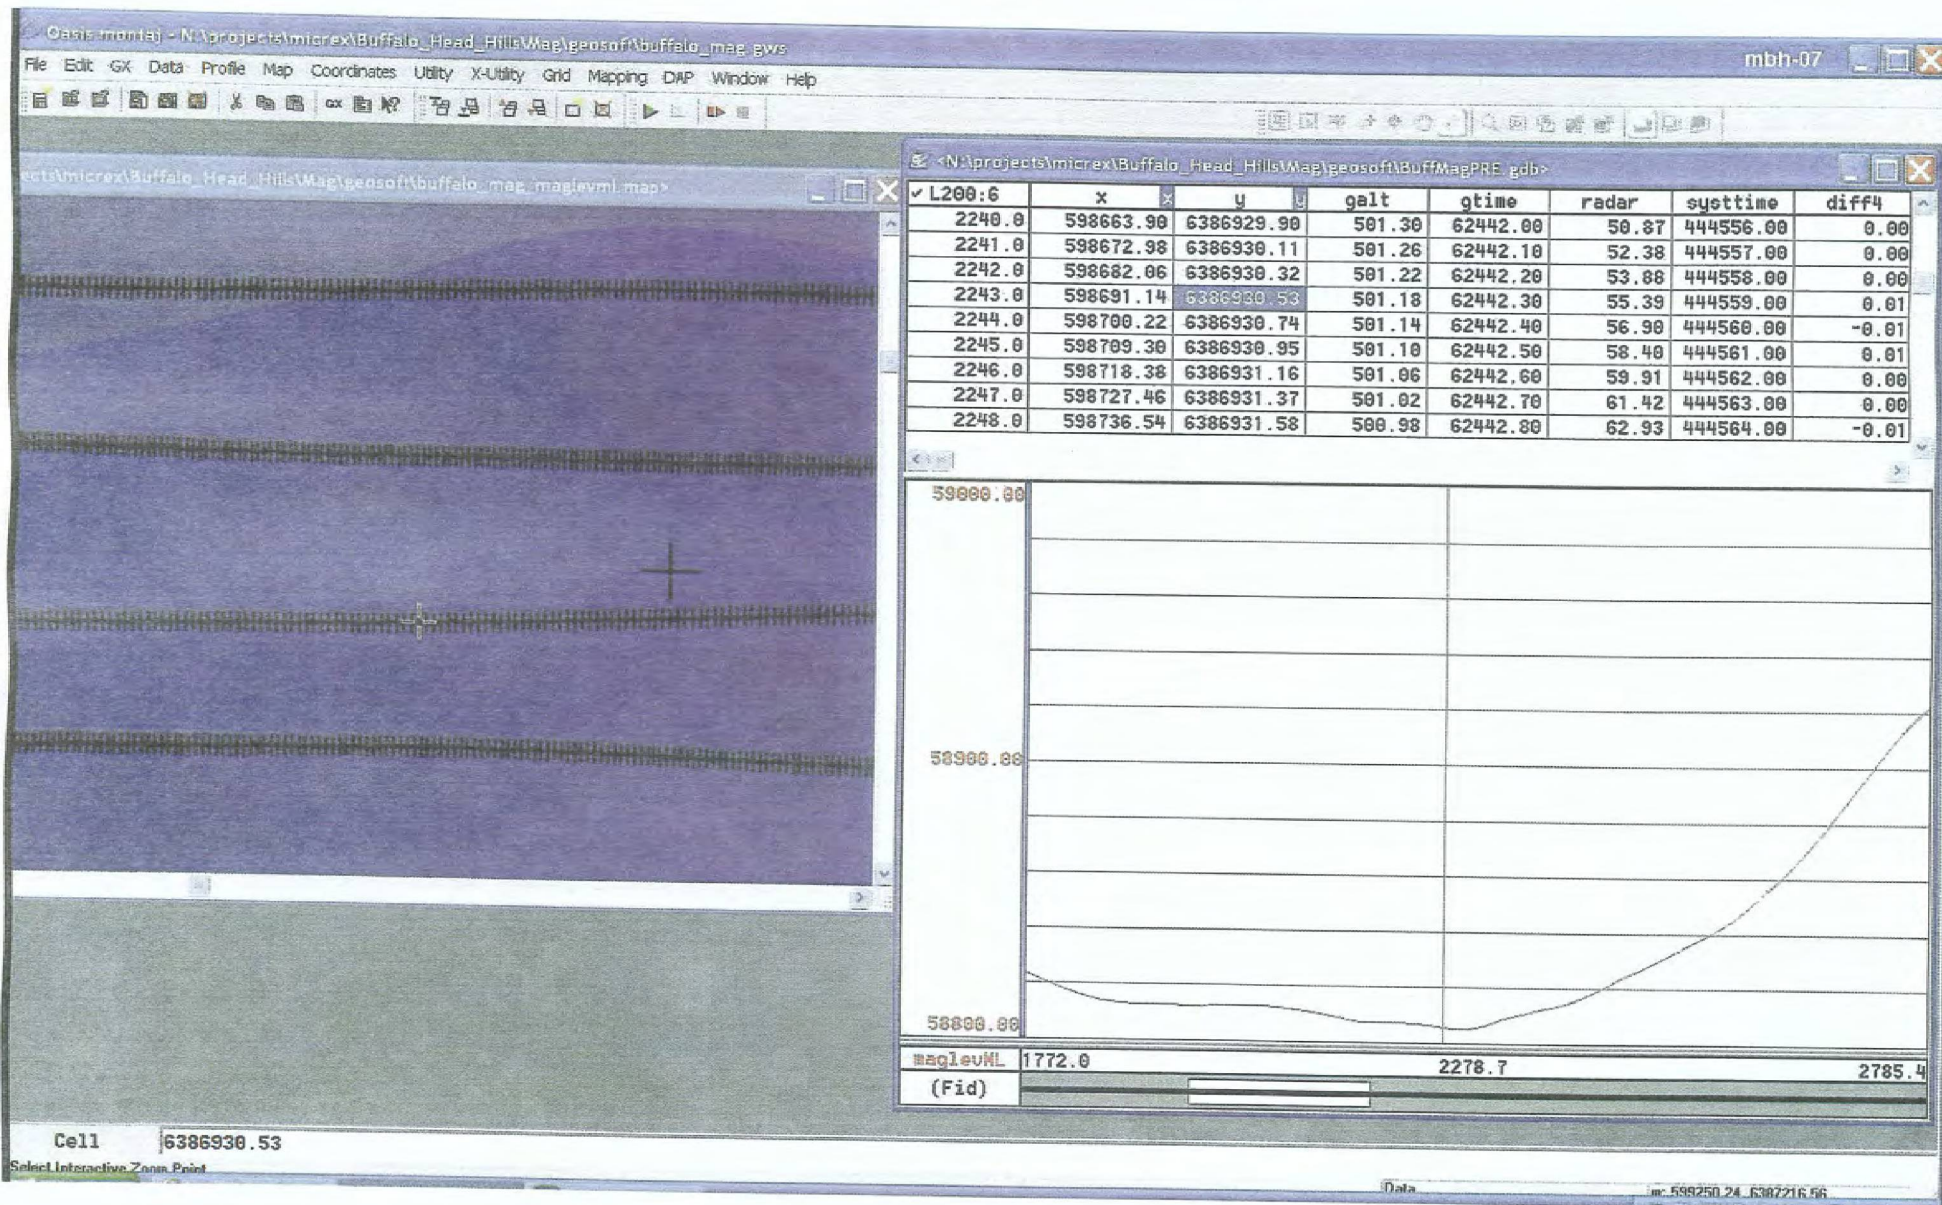 Oasis montaj - N:\projects\micrex\Buffalo_Head_Hills\Mag\geosoft\buffalo_mag.gws
mbh-07
File Edit GX Data Profile Map Coordinates Utility X-Utility Grid Mapping DAP Window Help
ects\micrex\Buffalo_Head_Hills\Mag\geosoft\buffalo_mag_maglevml.map>
<N:\projects\micrex\Buffalo_Head_Hills\Mag\geosoft\BuffMagPRE.gdb>
✓ L200:6 x x y y galt gtime radar systtime diff4
2240.0 598663.90 6386929.90 501.30 62442.00 50.87 444556.00 0.00
2241.0 598672.98 6386930.11 501.26 62442.10 52.38 444557.00 0.00
2242.0 598682.06 6386930.32 501.22 62442.20 53.88 444558.00 0.00
2243.0 598691.14 6386930.53 501.18 62442.30 55.39 444559.00 0.01
2244.0 598700.22 6386930.74 501.14 62442.40 56.90 444560.00 -0.01
2245.0 598709.30 6386930.95 501.10 62442.50 58.40 444561.00 0.01
2246.0 598718.38 6386931.16 501.06 62442.60 59.91 444562.00 0.00
2247.0 598727.46 6386931.37 501.02 62442.70 61.42 444563.00 0.00
2248.0 598736.54 6386931.58 500.98 62442.80 62.93 444564.00 -0.01
59000.00
58900.00
58800.00
maglevML 1772.0 2278.7 2785.4
(Fid)
Cell 6386930.53
Select Interactive Zoom Point
Data
m: 599250.24, 6387216.56